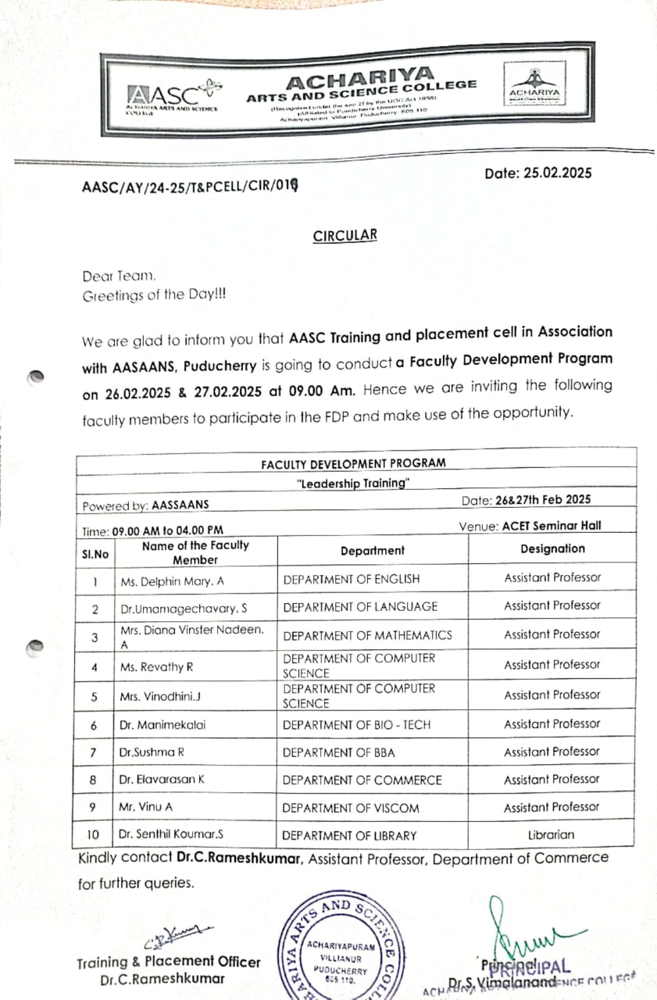 AASC
ACHARIYA ARTS AND SCIENCE
COLLEGE
ACHARIYA
ARTS AND SCIENCE COLLEGE
(Recognised under the sec 2f by the UGC Act 1956)
(Affiliated to Pondicherry University)
Achariyapuram, Villianur, Puducherry 605 110
ACHARIYA
AASC/AY/24-25/T&PCELL/CIR/019
Date: 25.02.2025
CIRCULAR
Dear Team,
Greetings of the Day!!!
We are glad to inform you that AASC Training and placement cell in Association
with AASAANS, Puducherry is going to conduct a Faculty Development Program
on 26.02.2025 & 27.02.2025 at 09.00 Am. Hence we are inviting the following
faculty members to participate in the FDP and make use of the opportunity.
FACULTY DEVELOPMENT PROGRAM
"Leadership Training"
Powered by: AASSAANS Date: 26&27th Feb 2025
Time: 09.00 AM to 04.00 PM Venue: ACET Seminar Hall
Sl.No Name of the Faculty Member Department Designation
1 Ms. Delphin Mary. A DEPARTMENT OF ENGLISH Assistant Professor
2 Dr.Umamagechavary. S DEPARTMENT OF LANGUAGE Assistant Professor
3 Mrs. Diana Vinster Nadeen. A DEPARTMENT OF MATHEMATICS Assistant Professor
4 Ms. Revathy R DEPARTMENT OF COMPUTER SCIENCE Assistant Professor
5 Mrs. Vinodhini.J DEPARTMENT OF COMPUTER SCIENCE Assistant Professor
6 Dr. Manimekalai DEPARTMENT OF BIO - TECH Assistant Professor
7 Dr.Sushma R DEPARTMENT OF BBA Assistant Professor
8 Dr. Elavarasan K DEPARTMENT OF COMMERCE Assistant Professor
9 Mr. Vinu A DEPARTMENT OF VISCOM Assistant Professor
10 Dr. Senthil Koumar.S DEPARTMENT OF LIBRARY Librarian
Kindly contact Dr.C.Rameshkumar, Assistant Professor, Department of Commerce
for further queries.
Training & Placement Officer
Dr.C.Rameshkumar
ACHARIYA ARTS AND SCIENCE COLLEGE
ACHARIYAPURAM
VILLIANUR
PUDUCHERRY
605 110.
Principal
PRINCIPAL
Dr.S.Vimalanand